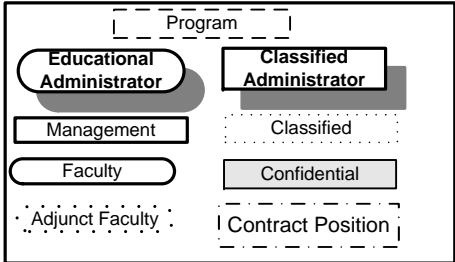 Program
Educational
Administrator
Classified
Administrator
Management
Classified
Faculty
Confidential
Adjunct Faculty
Contract Position